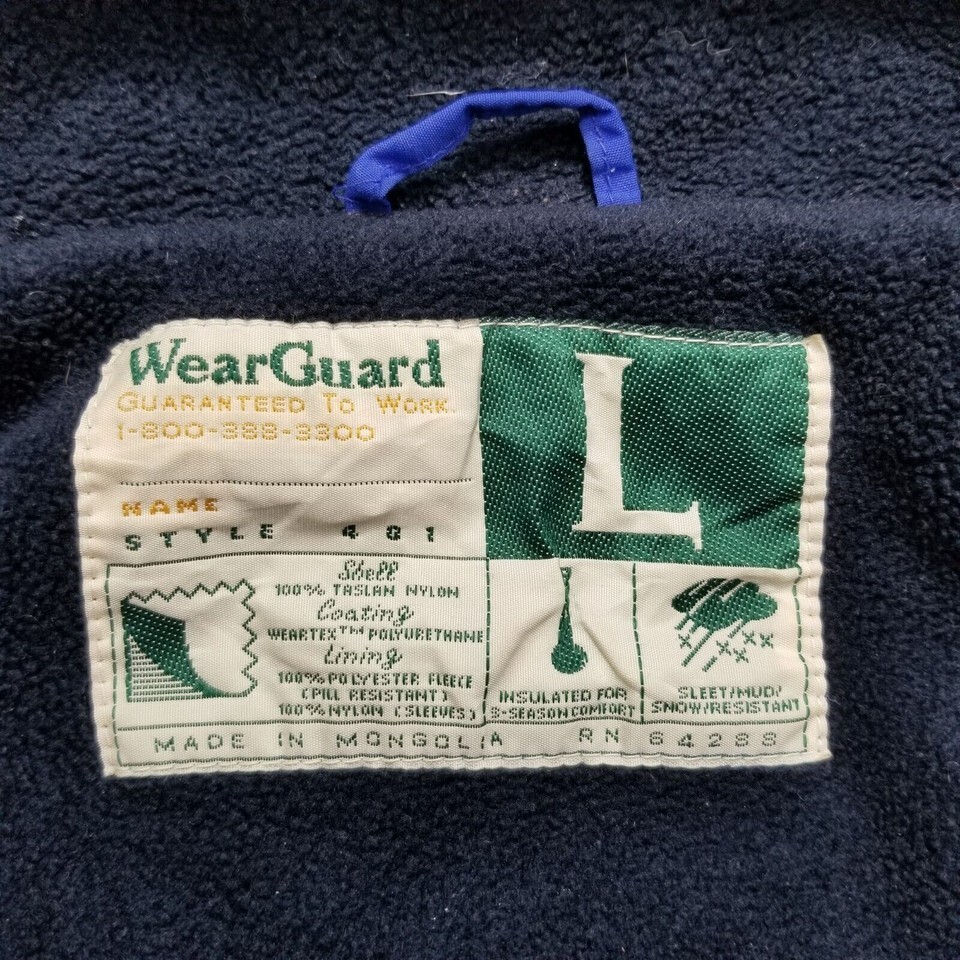 WearGuard
GUARANTEED TO WORK.
1-800-388-3300
L
NAME
STYLE 401
Shell
100% TASLAN NYLON
Coating
WEARTEX™ POLYURETHANE
Lining
100% POLYESTER FLEECE
(PILL RESISTANT)
100% NYLON (SLEEVES)
INSULATED FOR
3-SEASON COMFORT
SLEET/MUD/
SNOW/RESISTANT
MADE IN MONGOLIA RN 64288